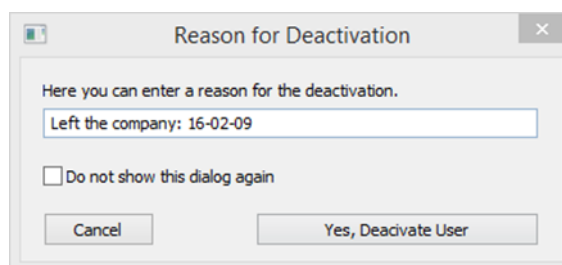 Reason for Deactivation
Here you can enter a reason for the deactivation.
Left the company: 16-02-09
Do not show this dialog again
Cancel
Yes, Deacivate User